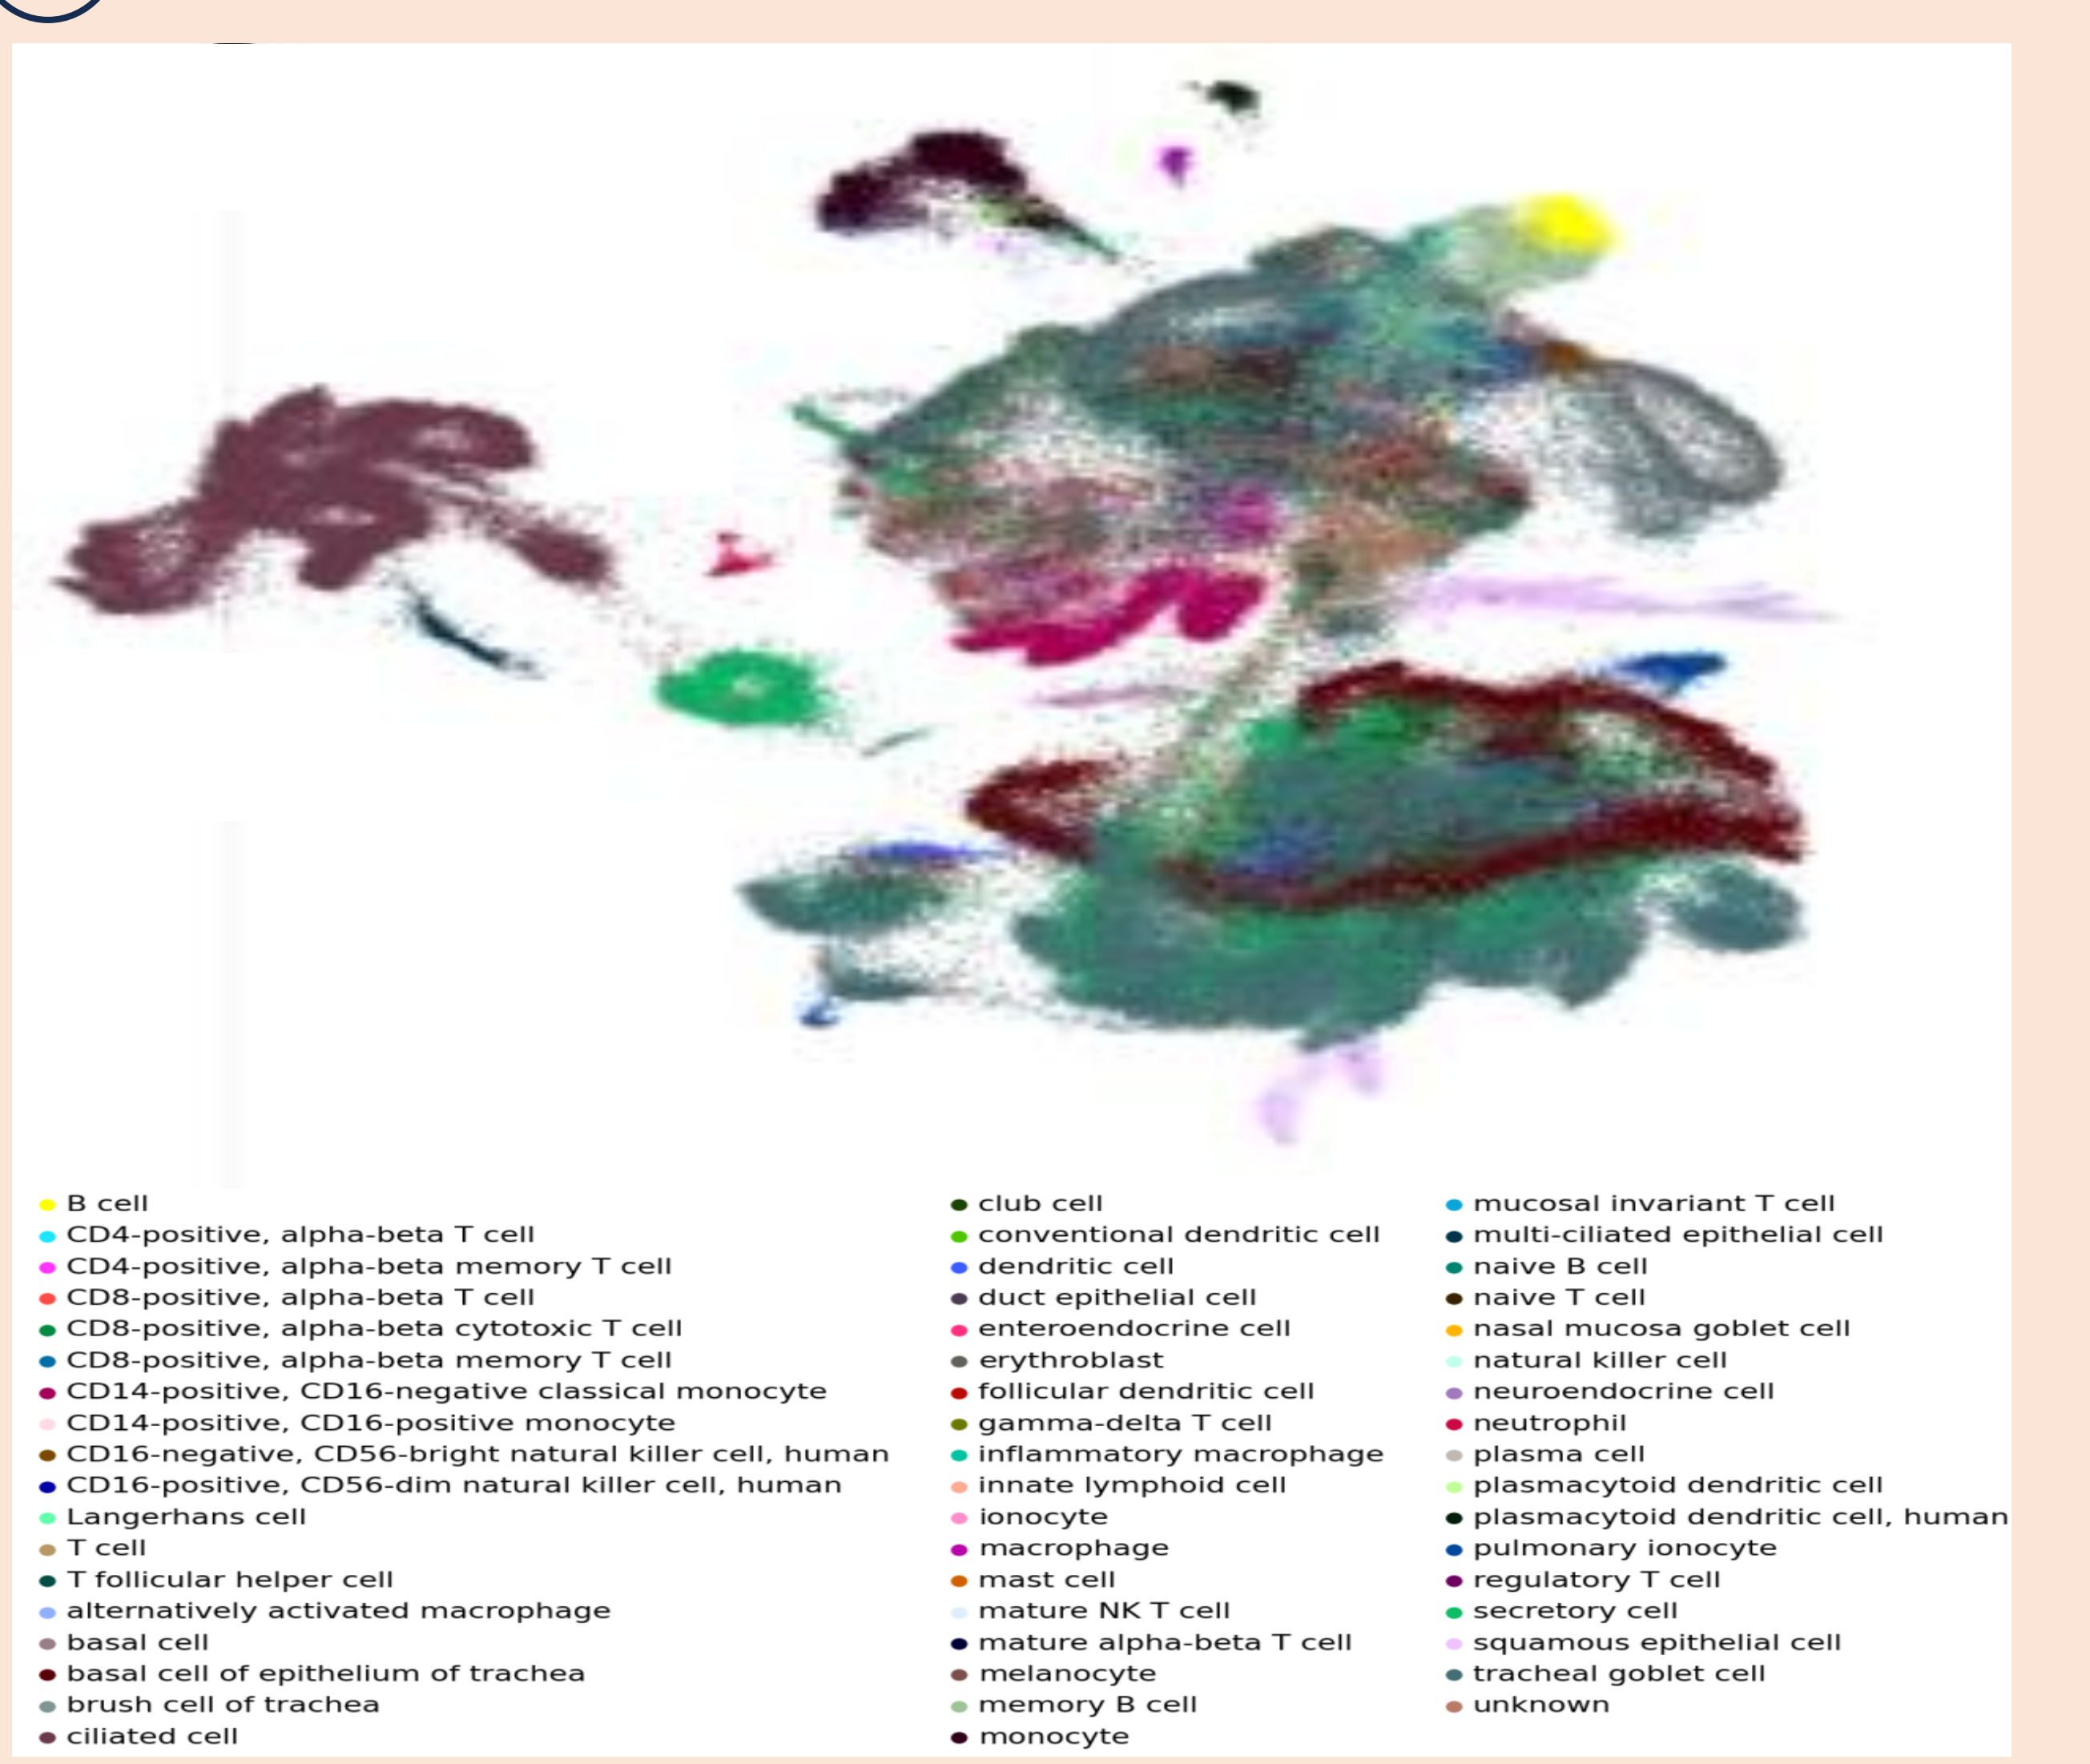 B cell
CD4-positive, alpha-beta T cell
CD4-positive, alpha-beta memory T cell
CD8-positive, alpha-beta T cell
CD8-positive, alpha-beta cytotoxic T cell
CD8-positive, alpha-beta memory T cell
CD14-positive, CD16-negative classical monocyte
CD14-positive, CD16-positive monocyte
CD16-negative, CD56-bright natural killer cell, human
CD16-positive, CD56-dim natural killer cell, human
Langerhans cell
T cell
T follicular helper cell
alternatively activated macrophage
basal cell
basal cell of epithelium of trachea
brush cell of trachea
ciliated cell
club cell
conventional dendritic cell
dendritic cell
duct epithelial cell
enteroendocrine cell
erythroblast
follicular dendritic cell
gamma-delta T cell
inflammatory macrophage
innate lymphoid cell
ionocyte
macrophage
mast cell
mature NK T cell
mature alpha-beta T cell
melanocyte
memory B cell
monocyte
mucosal invariant T cell
multi-ciliated epithelial cell
naive B cell
naive T cell
nasal mucosa goblet cell
natural killer cell
neuroendocrine cell
neutrophil
plasma cell
plasmacytoid dendritic cell
plasmacytoid dendritic cell, human
pulmonary ionocyte
regulatory T cell
secretory cell
squamous epithelial cell
tracheal goblet cell
unknown